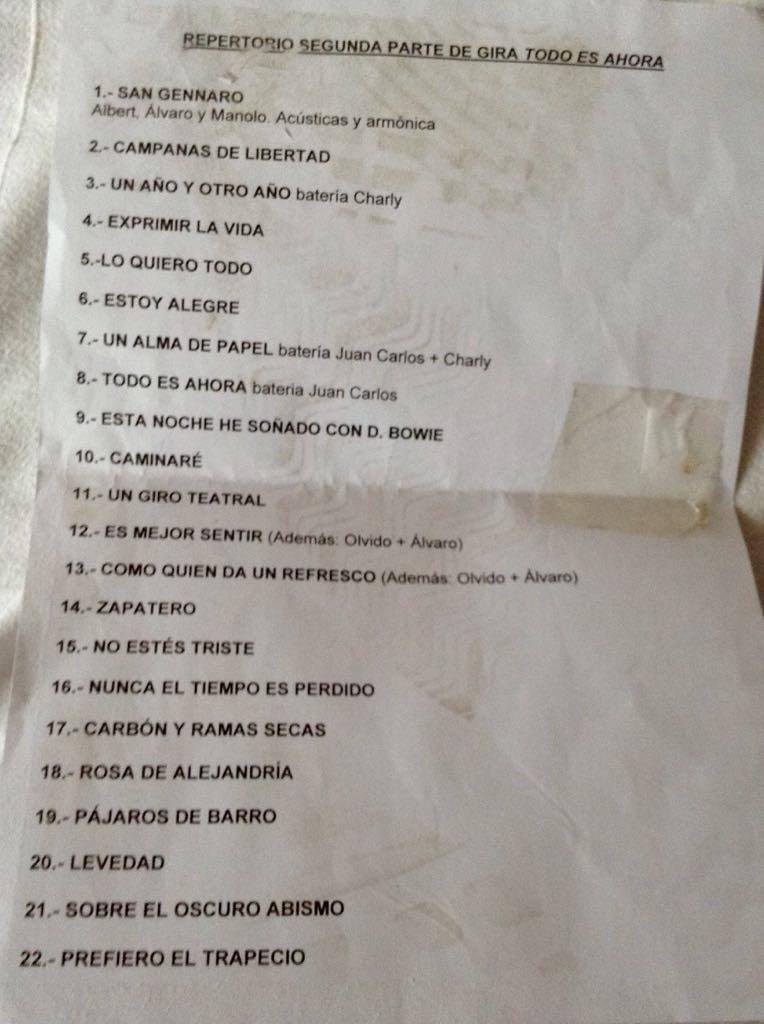 REPERTORIO SEGUNDA PARTE DE GIRA TODO ES AHORA
1.- SAN GENNARO
Albert, Álvaro y Manolo. Acústicas y armónica
2.- CAMPANAS DE LIBERTAD
3.- UN AÑO Y OTRO AÑO batería Charly
4.- EXPRIMIR LA VIDA
5.-LO QUIERO TODO
6.- ESTOY ALEGRE
7.- UN ALMA DE PAPEL batería Juan Carlos + Charly
8.- TODO ES AHORA bateria Juan Carlos
9.- ESTA NOCHE HE SOÑADO CON D. BOWIE
10.- CAMINARÉ
11.- UN GIRO TEATRAL
12.- ES MEJOR SENTIR (Además: Olvido + Álvaro)
13.- COMO QUIEN DA UN REFRESCO (Además: Olvido + Álvaro)
14.- ZAPATERO
15.- NO ESTÉS TRISTE
16.- NUNCA EL TIEMPO ES PERDIDO
17.- CARBÓN Y RAMAS SECAS
18.- ROSA DE ALEJANDRÍA
19.- PÁJAROS DE BARRO
20.- LEVEDAD
21.- SOBRE EL OSCURO ABISMO
22.- PREFIERO EL TRAPECIO